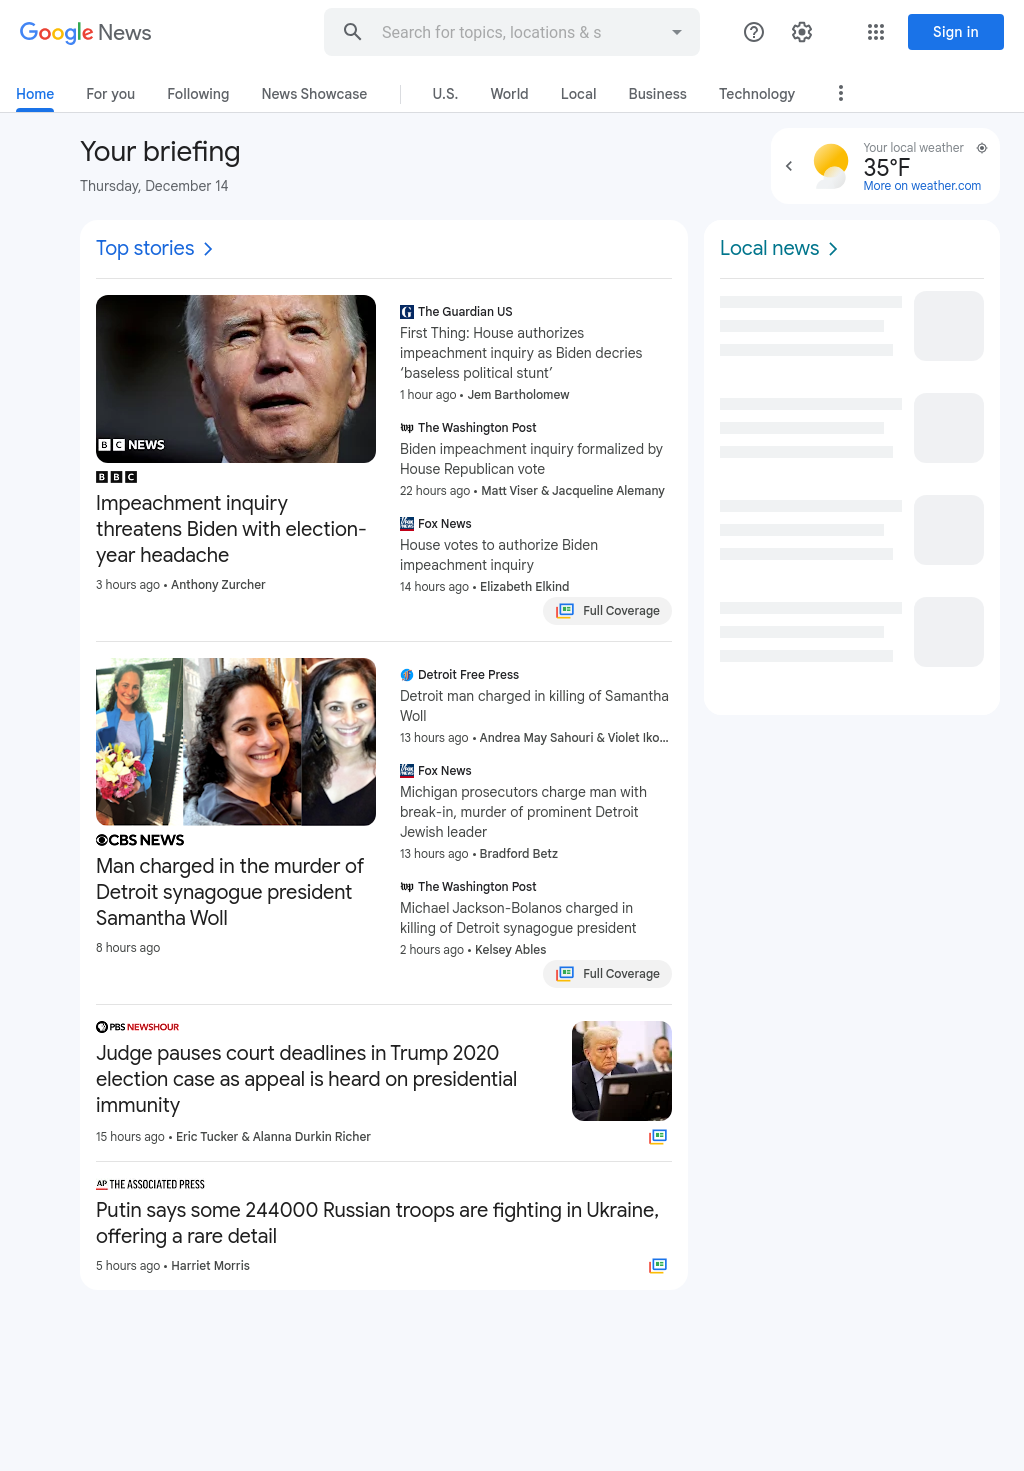 Google News
Search for topics, locations & s
Sign in
Home
For you
Following
News Showcase
U.S.
World
Local
Business
Technology
Your briefing
Thursday, December 14
Your local weather
35°F
More on weather.com
Top stories
BBC NEWS
BBC
Impeachment inquiry
threatens Biden with election-
year headache
3 hours ago • Anthony Zurcher
The Guardian US
First Thing: House authorizes
impeachment inquiry as Biden decries
‘baseless political stunt’
1 hour ago • Jem Bartholomew
The Washington Post
Biden impeachment inquiry formalized by
House Republican vote
22 hours ago • Matt Viser & Jacqueline Alemany
Fox News
House votes to authorize Biden
impeachment inquiry
14 hours ago • Elizabeth Elkind
Full Coverage
CBS NEWS
Man charged in the murder of
Detroit synagogue president
Samantha Woll
8 hours ago
Detroit Free Press
Detroit man charged in killing of Samantha
Woll
13 hours ago • Andrea May Sahouri & Violet Iko...
Fox News
Michigan prosecutors charge man with
break-in, murder of prominent Detroit
Jewish leader
13 hours ago • Bradford Betz
The Washington Post
Michael Jackson-Bolanos charged in
killing of Detroit synagogue president
2 hours ago • Kelsey Ables
Full Coverage
PBS NEWSHOUR
Judge pauses court deadlines in Trump 2020
election case as appeal is heard on presidential
immunity
15 hours ago • Eric Tucker & Alanna Durkin Richer
AP THE ASSOCIATED PRESS
Putin says some 244000 Russian troops are fighting in Ukraine,
offering a rare detail
5 hours ago • Harriet Morris
Local news